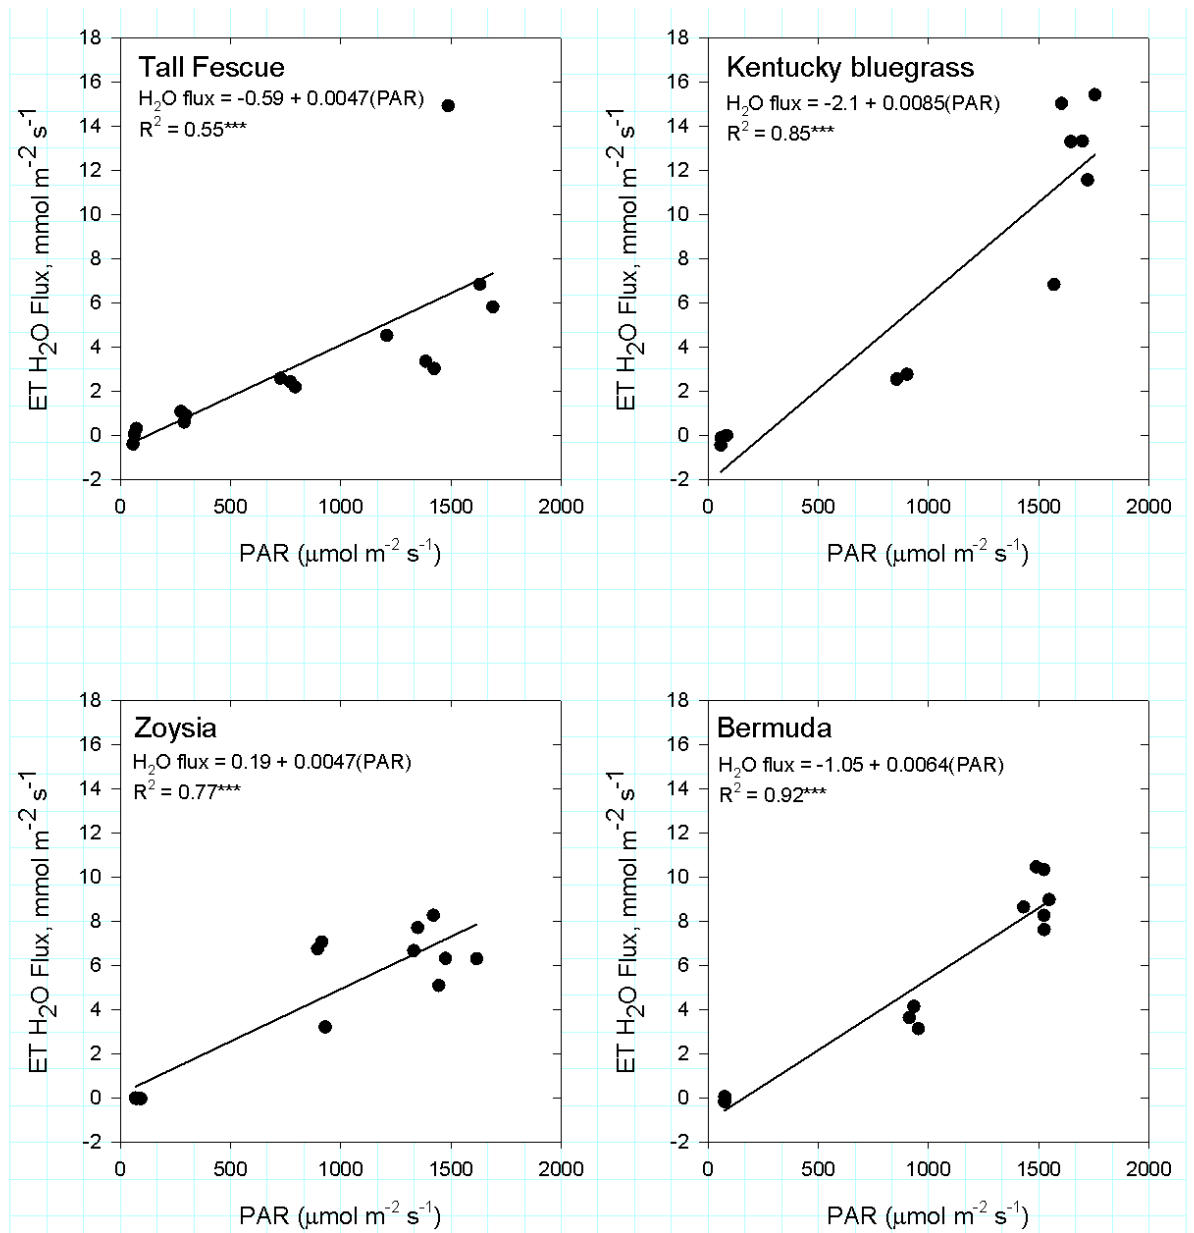 Tall Fescue
H₂O flux = -0.59 + 0.0047(PAR)
R² = 0.55***
18
16
14
12
10
8
6
4
2
0
-2
ET H₂O Flux, mmol m⁻² s⁻¹
0 500 1000 1500 2000
PAR (μmol m⁻² s⁻¹)
Kentucky bluegrass
H₂O flux = -2.1 + 0.0085(PAR)
R² = 0.85***
18
16
14
12
10
8
6
4
2
0
-2
ET H₂O Flux, mmol m⁻² s⁻¹
0 500 1000 1500 2000
PAR (μmol m⁻² s⁻¹)
Zoysia
H₂O flux = 0.19 + 0.0047(PAR)
R² = 0.77***
18
16
14
12
10
8
6
4
2
0
-2
ET H₂O Flux, mmol m⁻² s⁻¹
0 500 1000 1500 2000
PAR (μmol m⁻² s⁻¹)
Bermuda
H₂O flux = -1.05 + 0.0064(PAR)
R² = 0.92***
18
16
14
12
10
8
6
4
2
0
-2
ET H₂O Flux, mmol m⁻² s⁻¹
0 500 1000 1500 2000
PAR (μmol m⁻² s⁻¹)